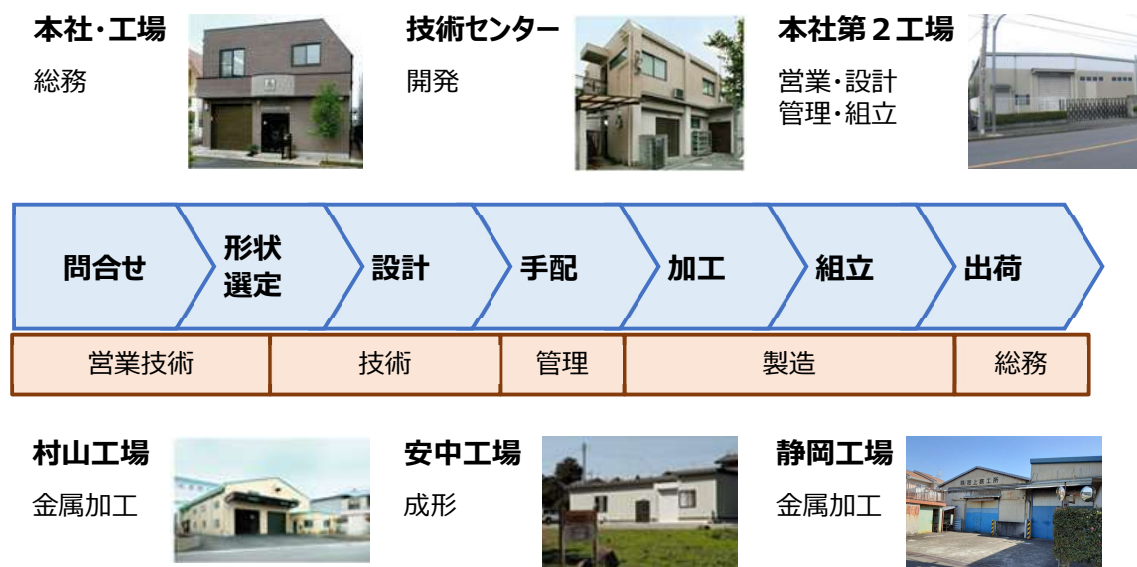 本社・工場
総務
技術センター
開発
本社第２工場
営業・設計
管理・組立
問合せ
形状
選定
設計
手配
加工
組立
出荷
営業技術
技術
管理
製造
総務
村山工場
金属加工
安中工場
成形
静岡工場
金属加工